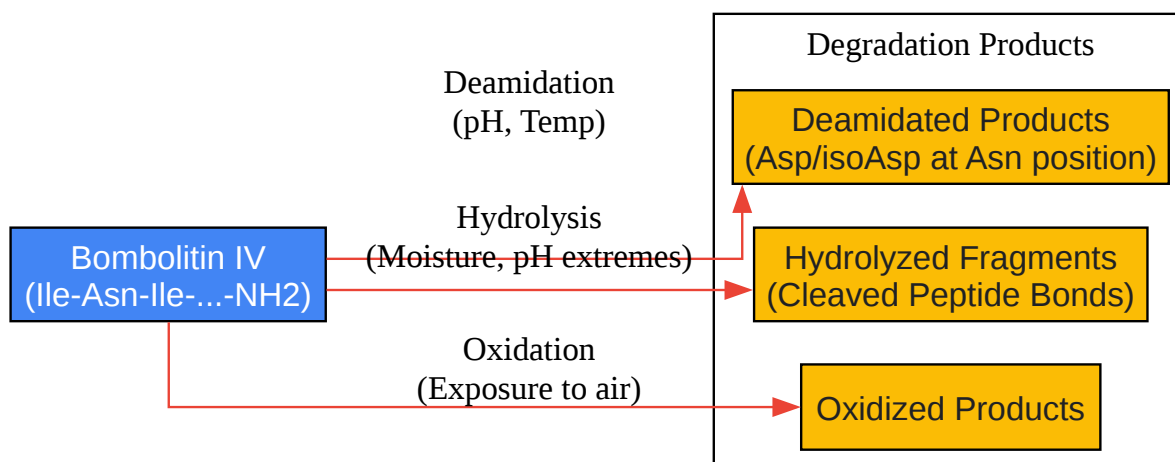 Degradation Products
Deamidation
(pH, Temp)
Deamidated Products
(Asp/isoAsp at Asn position)
Hydrolysis
(Moisture, pH extremes)
Bombolitin IV
(Ile-Asn-Ile-...-NH2)
Hydrolyzed Fragments
(Cleaved Peptide Bonds)
Oxidation
(Exposure to air)
Oxidized Products